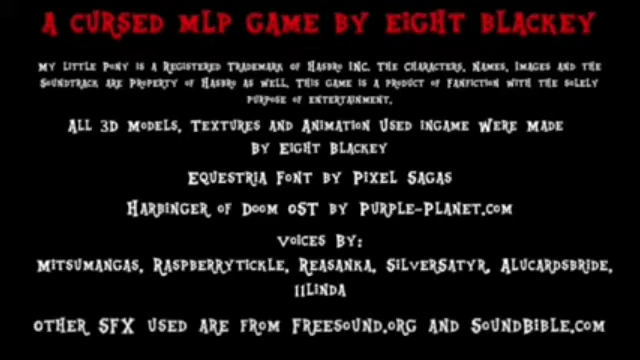 A CURSED MLP GAME BY EIGHT BLACKEY
MY LITTLE PONY IS A REGISTERED TRADEMARK OF HASBRO INC. THE CHARACTERS, NAMES, IMAGES AND THE
SOUNDTRACK ARE PROPERTY OF HASBRO AS WELL. THIS GAME IS A PRODUCT OF FANFICTION WITH THE SOLELY
PURPOSE OF ENTERTAINMENT.
ALL 3D MODELS, TEXTURES AND ANIMATION USED INGAME WERE MADE
BY EIGHT BLACKEY
EQUESTRIA FONT BY PIXEL SAGAS
HARBINGER OF DOOM OST BY PURPLE-PLANET.COM
VOICES BY:
MITSUMANGAS, RASPBERRYTICKLE, REASANKA, SILVERSATYR, ALUCARDSBRIDE,
11LINDA
OTHER SFX USED ARE FROM FREESOUND.ORG AND SOUNDBIBLE.COM